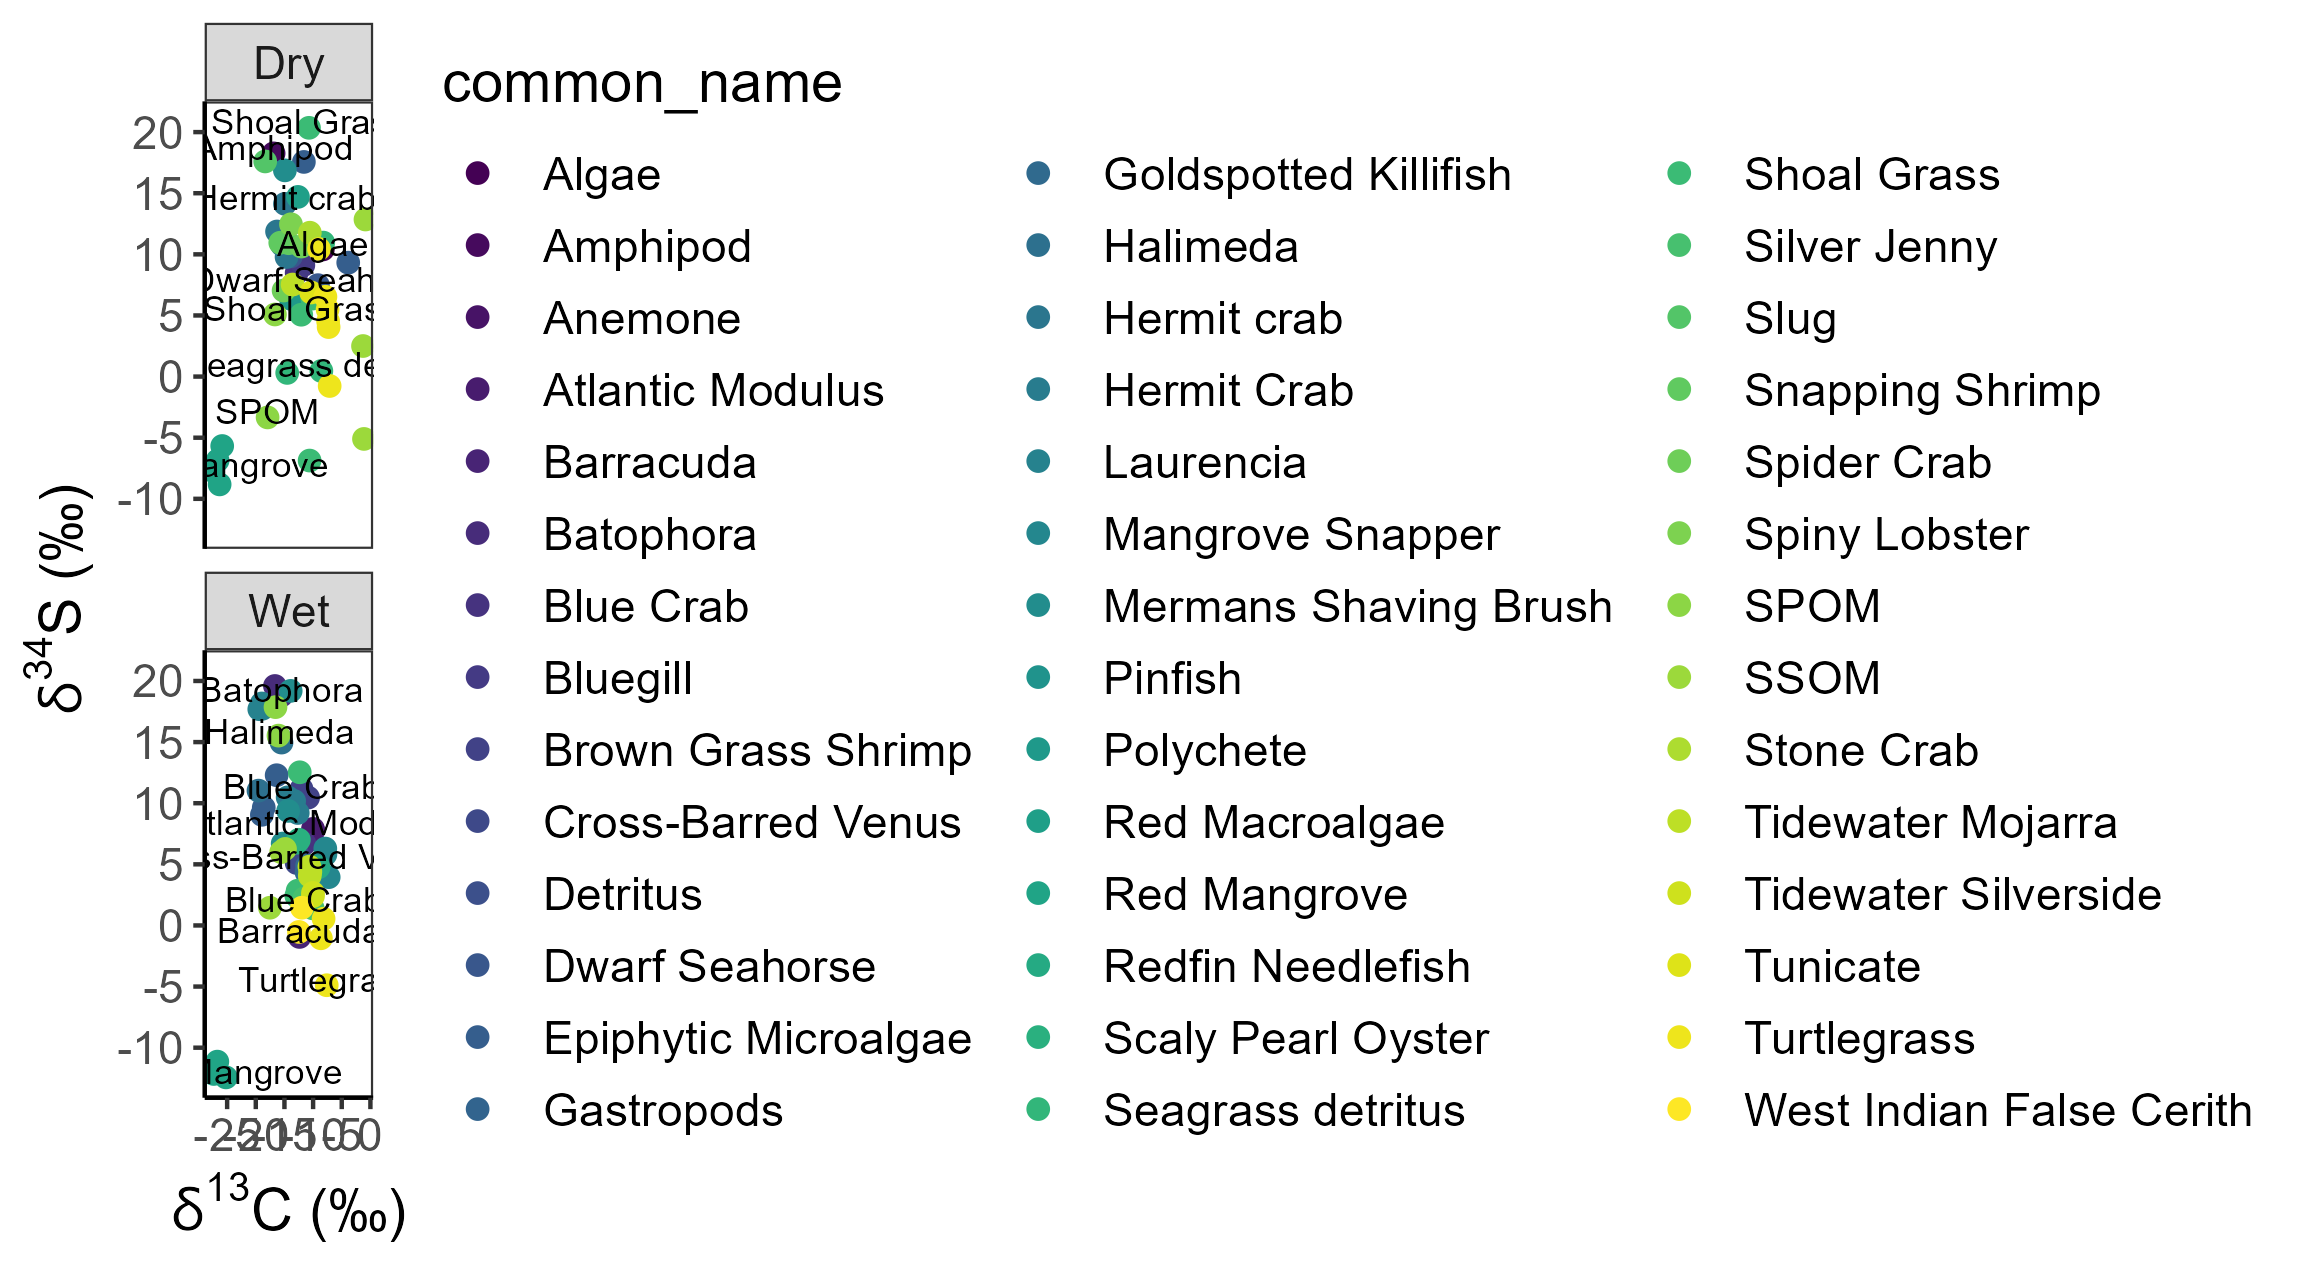 Dry
common_name
20
15
10
5
0
-5
-10
Shoal Gras
Amphipod
Hermit crab
Algae
Dwarf Seah
Shoal Gras
eagrass de
SPOM
angrove
δ34S (‰)
Wet
20
15
10
5
0
-5
-10
Batophora
Halimeda
Blue Crab
tlantic Mod
ss-Barred V
Blue Crab
Barracuda
Turtlegra
langrove
-25 -20 -15 -10 -5 0
δ13C (‰)
Algae
Amphipod
Anemone
Atlantic Modulus
Barracuda
Batophora
Blue Crab
Bluegill
Brown Grass Shrimp
Cross-Barred Venus
Detritus
Dwarf Seahorse
Epiphytic Microalgae
Gastropods
Goldspotted Killifish
Halimeda
Hermit crab
Hermit Crab
Laurencia
Mangrove Snapper
Mermans Shaving Brush
Pinfish
Polychete
Red Macroalgae
Red Mangrove
Redfin Needlefish
Scaly Pearl Oyster
Seagrass detritus
Shoal Grass
Silver Jenny
Slug
Snapping Shrimp
Spider Crab
Spiny Lobster
SPOM
SSOM
Stone Crab
Tidewater Mojarra
Tidewater Silverside
Tunicate
Turtlegrass
West Indian False Cerith